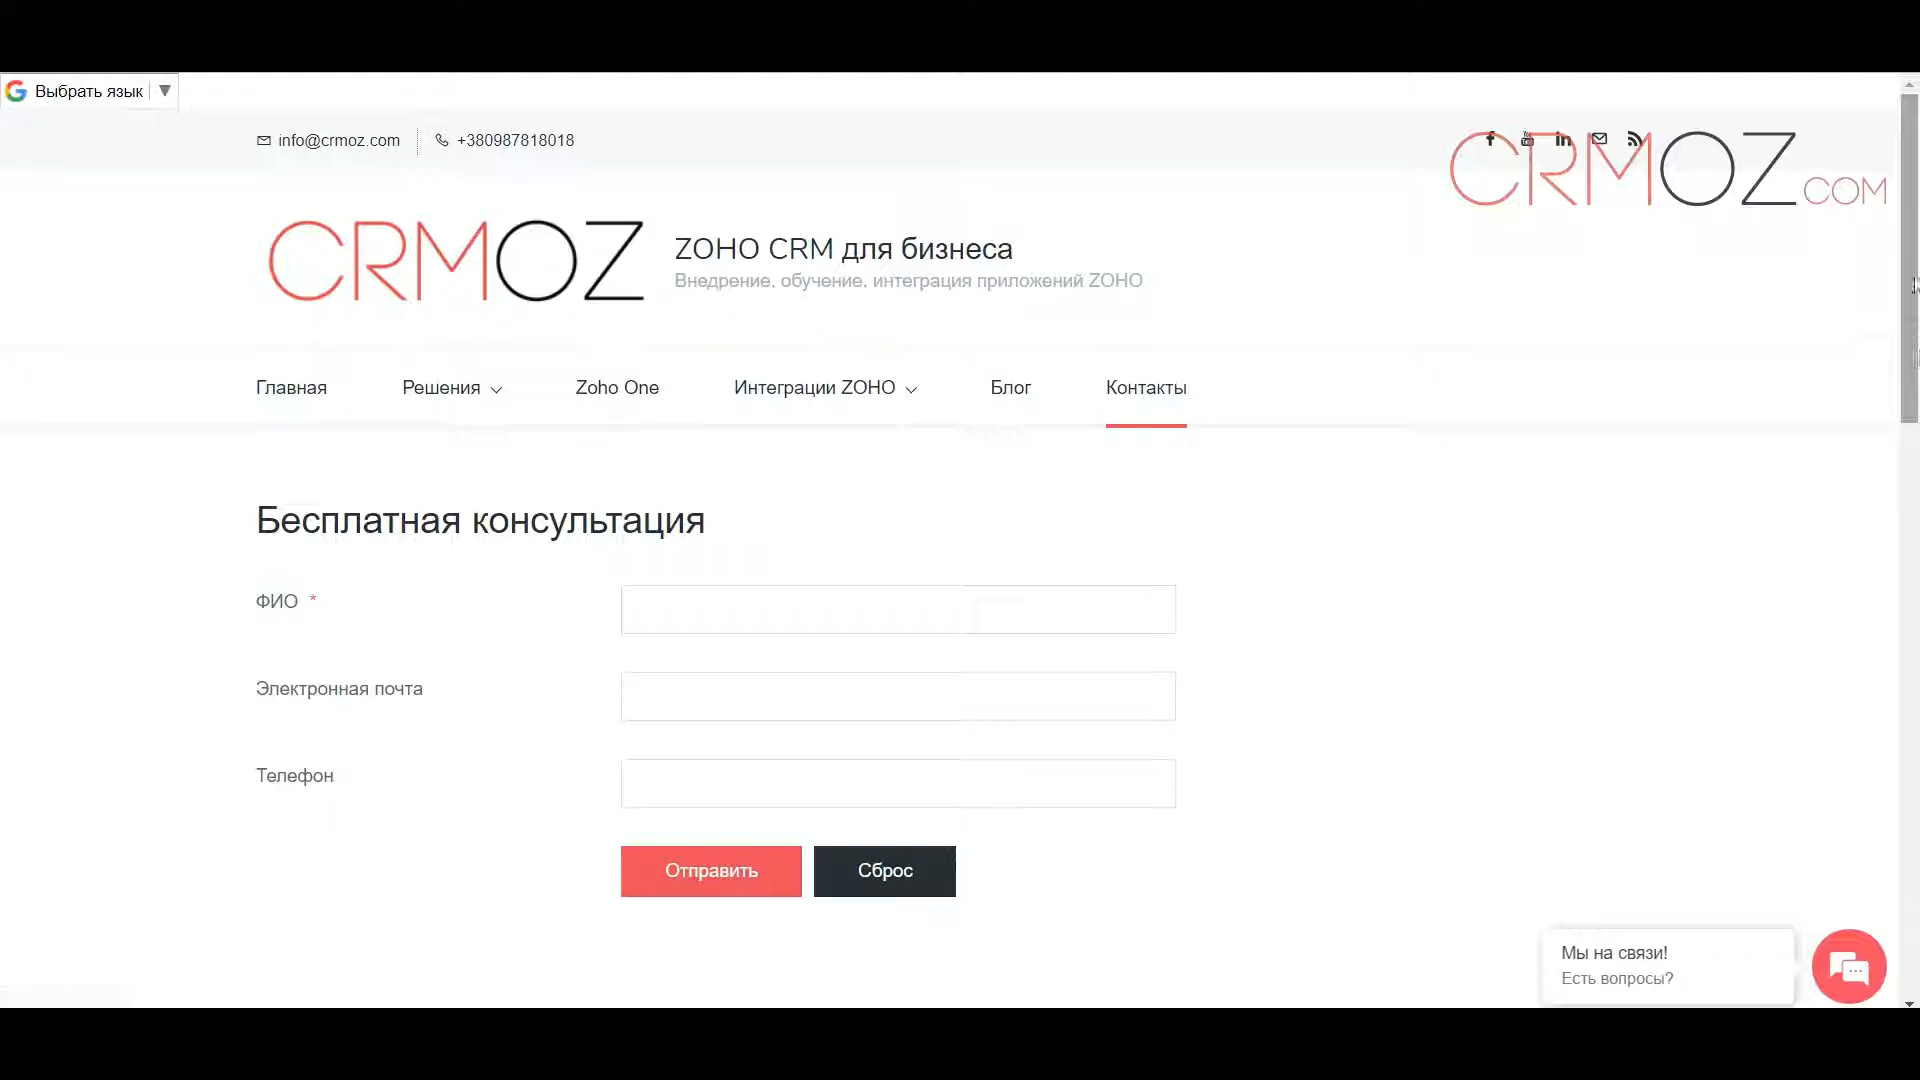 Выбрать язык ▼
info@crmoz.com
+380987818018
CRMOZ.COM
CRMOZ
ZOHO CRM для бизнеса
Внедрение, обучение, интеграция приложений ZOHO
Главная
Решения
Zoho One
Интеграции ZOHO
Блог
Контакты
Бесплатная консультация
ФИО *
Электронная почта
Телефон
Отправить
Сброс
Мы на связи!
Есть вопросы?